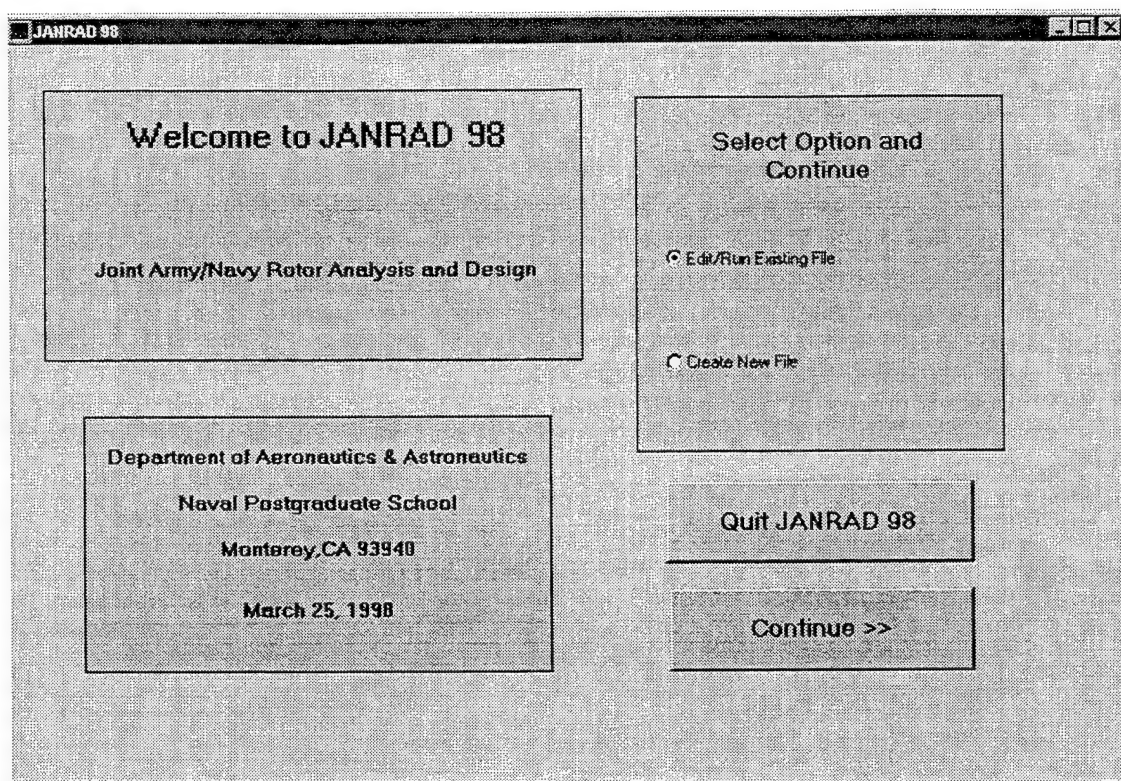 JANRAD 98
Welcome to JANRAD 98
Joint Army/Navy Rotor Analysis and Design
Department of Aeronautics & Astronautics
Naval Postgraduate School
Monterey,CA 93940
March 25, 1998
Select Option and
Continue
Edit/Run Existing File
Create New File
Quit JANRAD 98
Continue >>